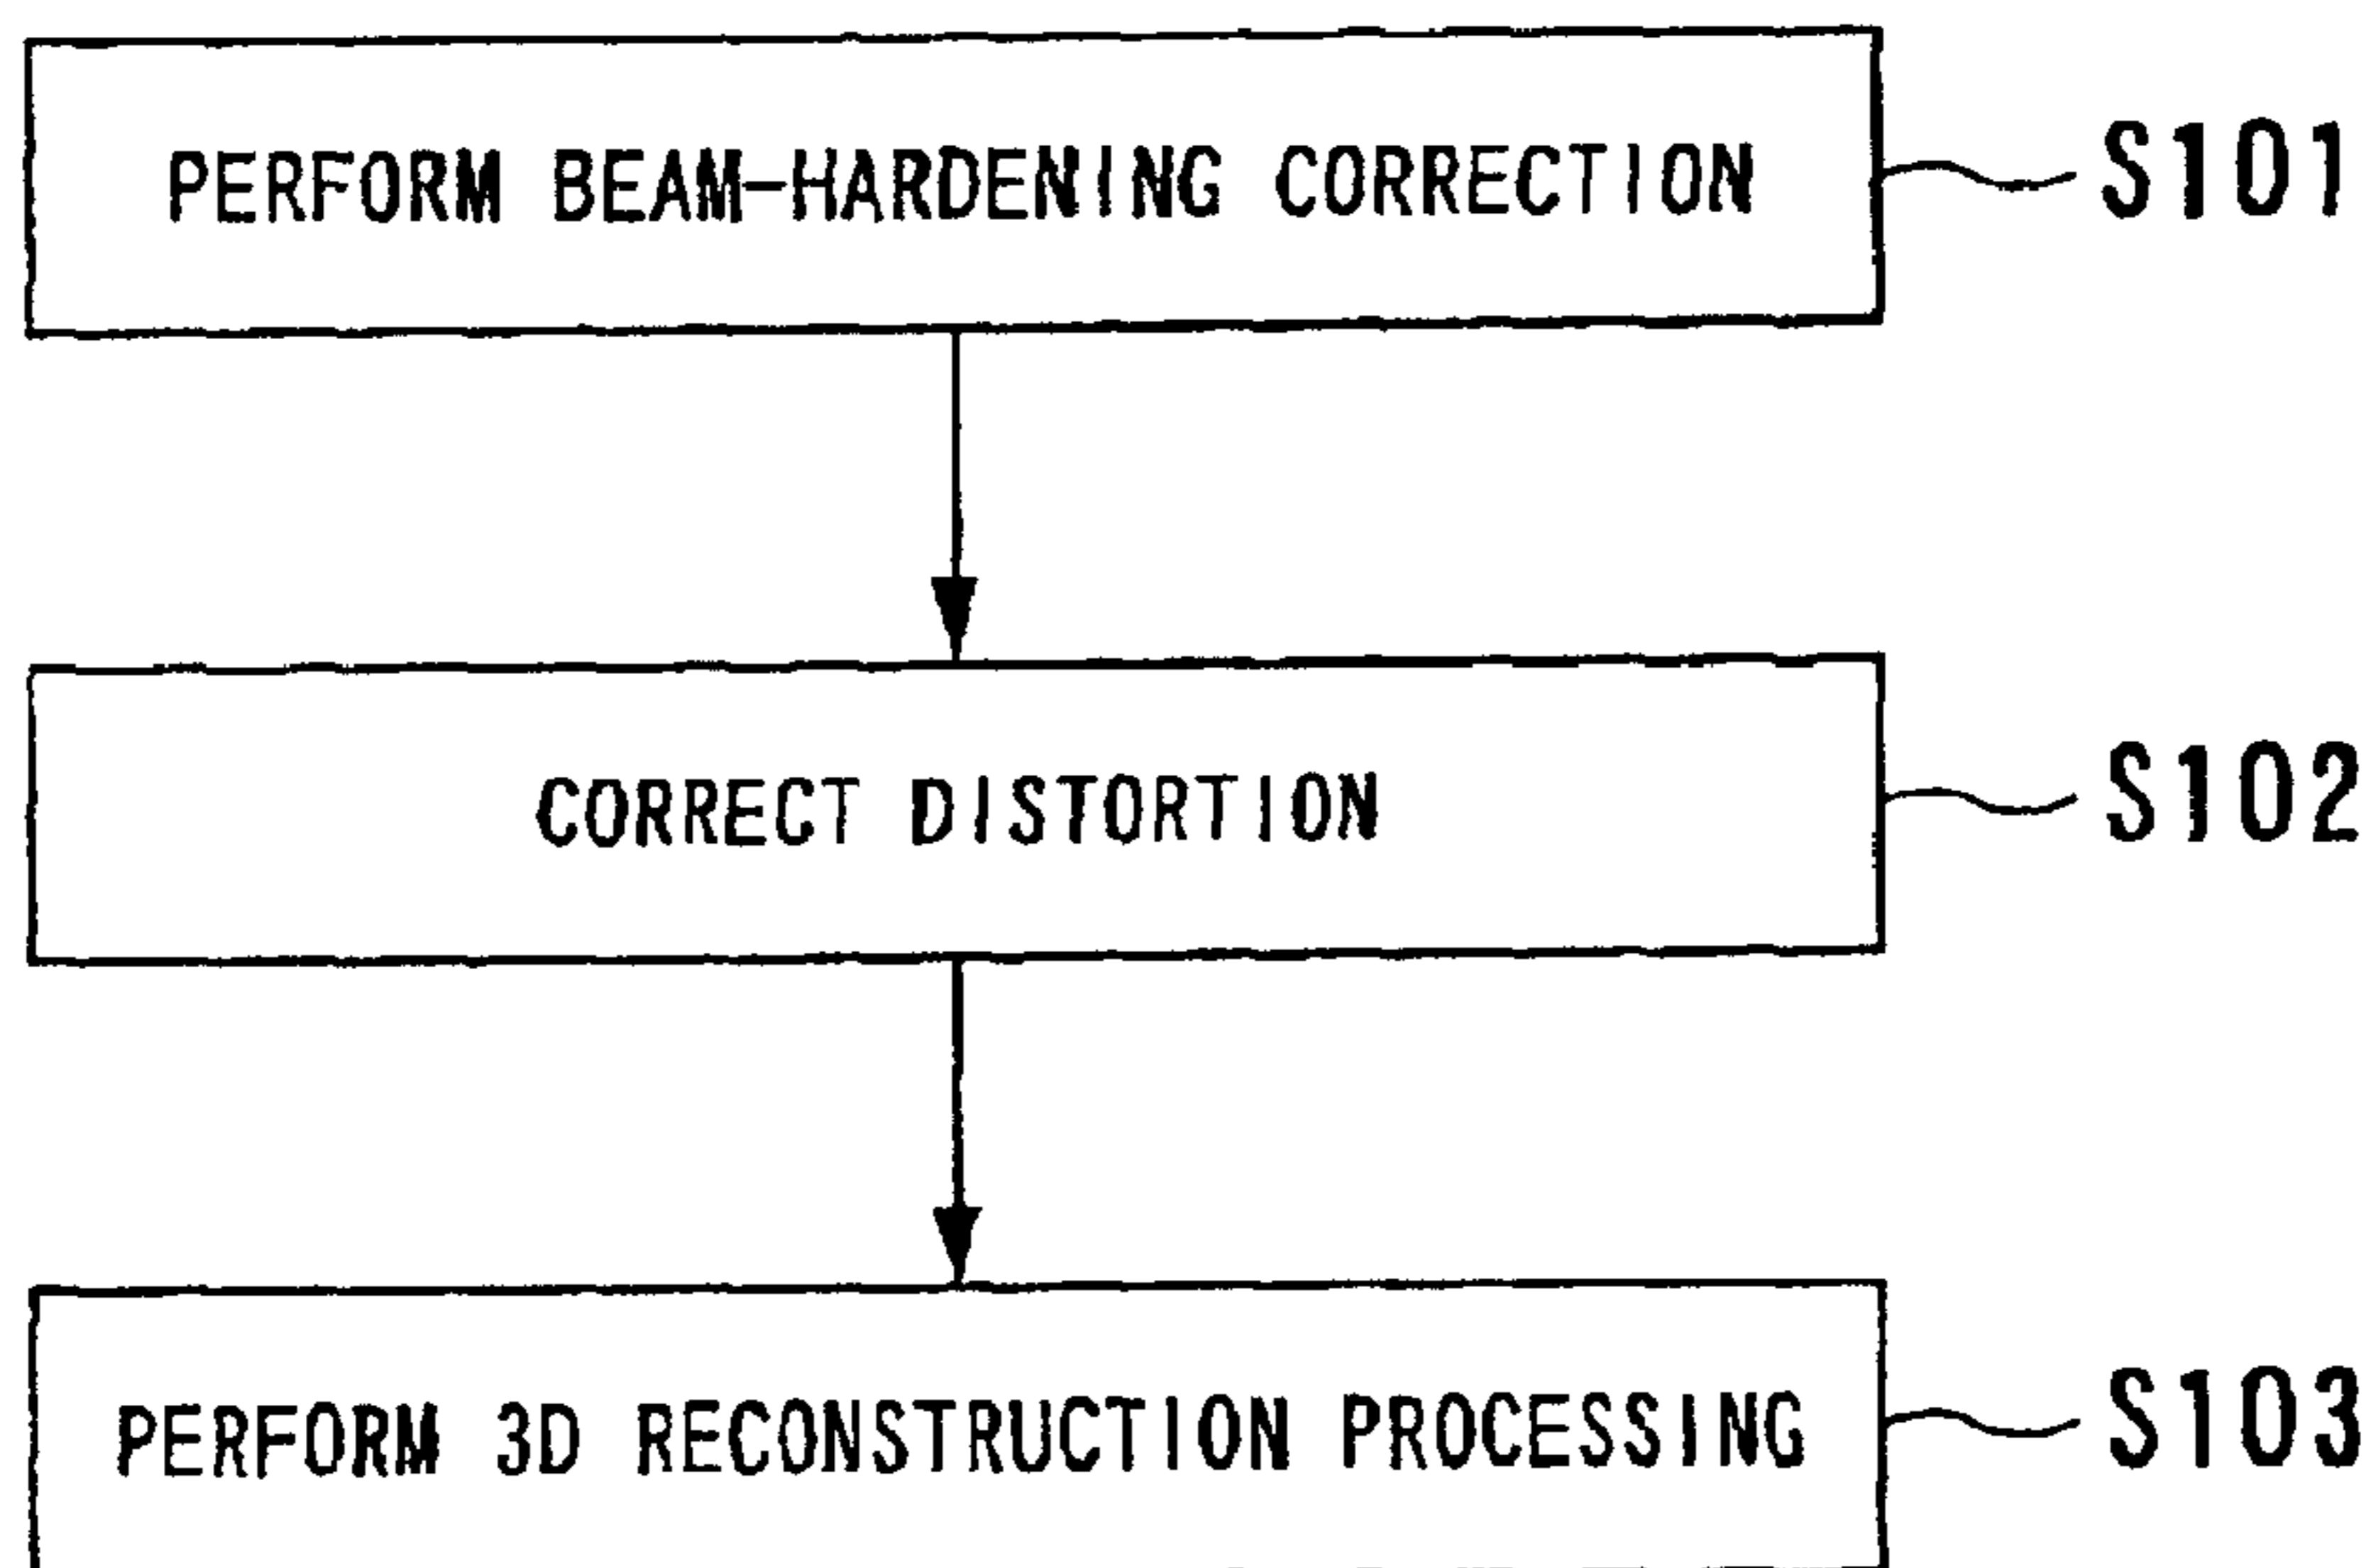 PERFORM BEAM-HARDENING CORRECTION S101
CORRECT DISTORTION S102
PERFORM 3D RECONSTRUCTION PROCESSING S103